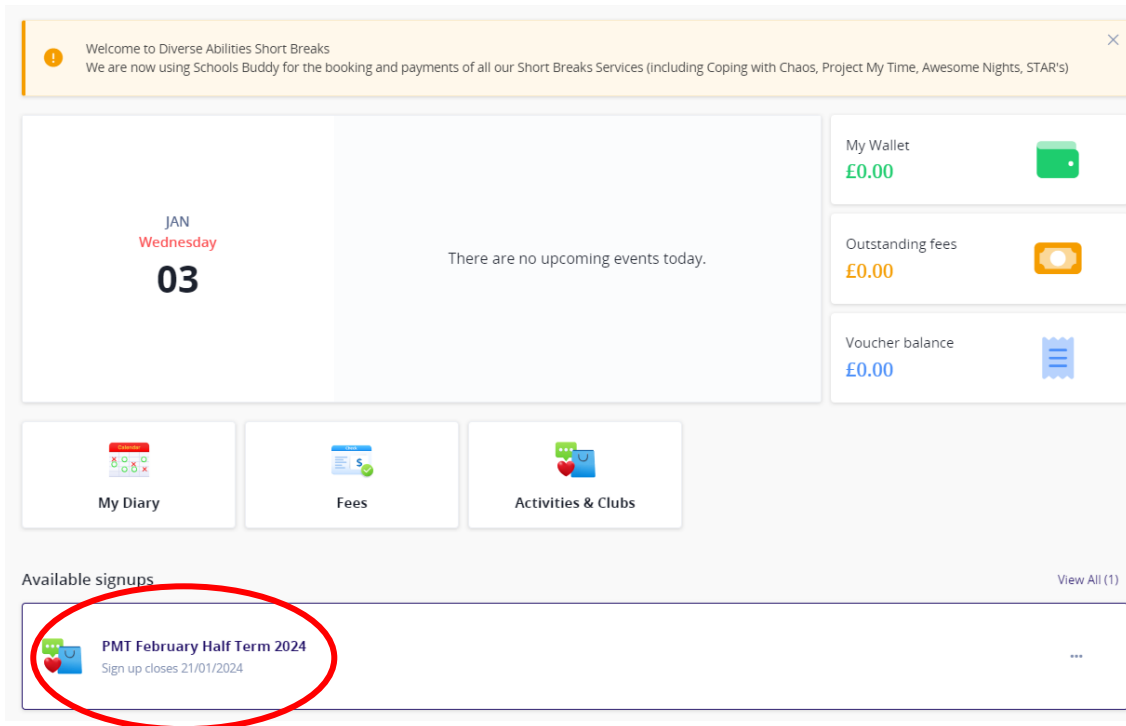 Welcome to Diverse Abilities Short Breaks
We are now using Schools Buddy for the booking and payments of all our Short Breaks Services (including Coping with Chaos, Project My Time, Awesome Nights, STAR's)
JAN
Wednesday
03
There are no upcoming events today.
My Wallet
£0.00
Outstanding fees
£0.00
Voucher balance
£0.00
My Diary
Fees
Activities & Clubs
Available signups
View All (1)
PMT February Half Term 2024
Sign up closes 21/01/2024